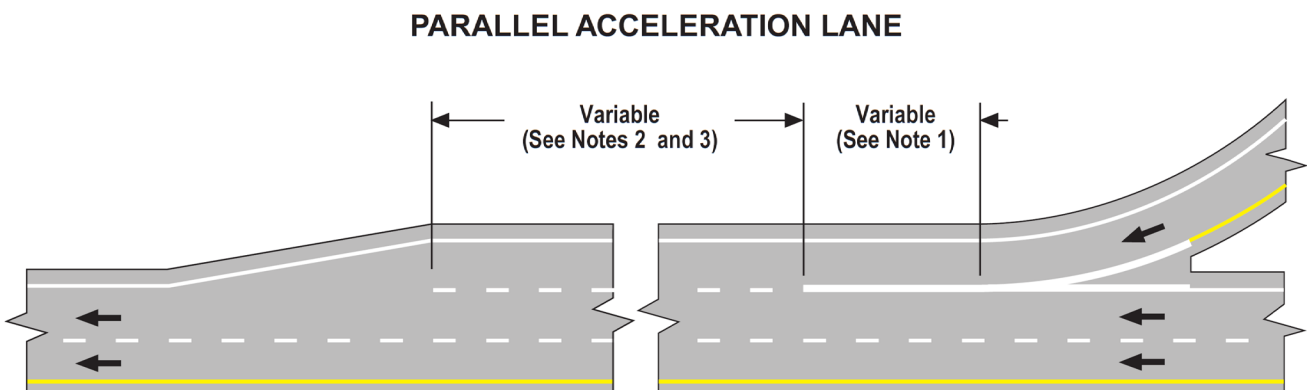 PARALLEL ACCELERATION LANE
Variable
(See Notes 2 and 3)
Variable
(See Note 1)